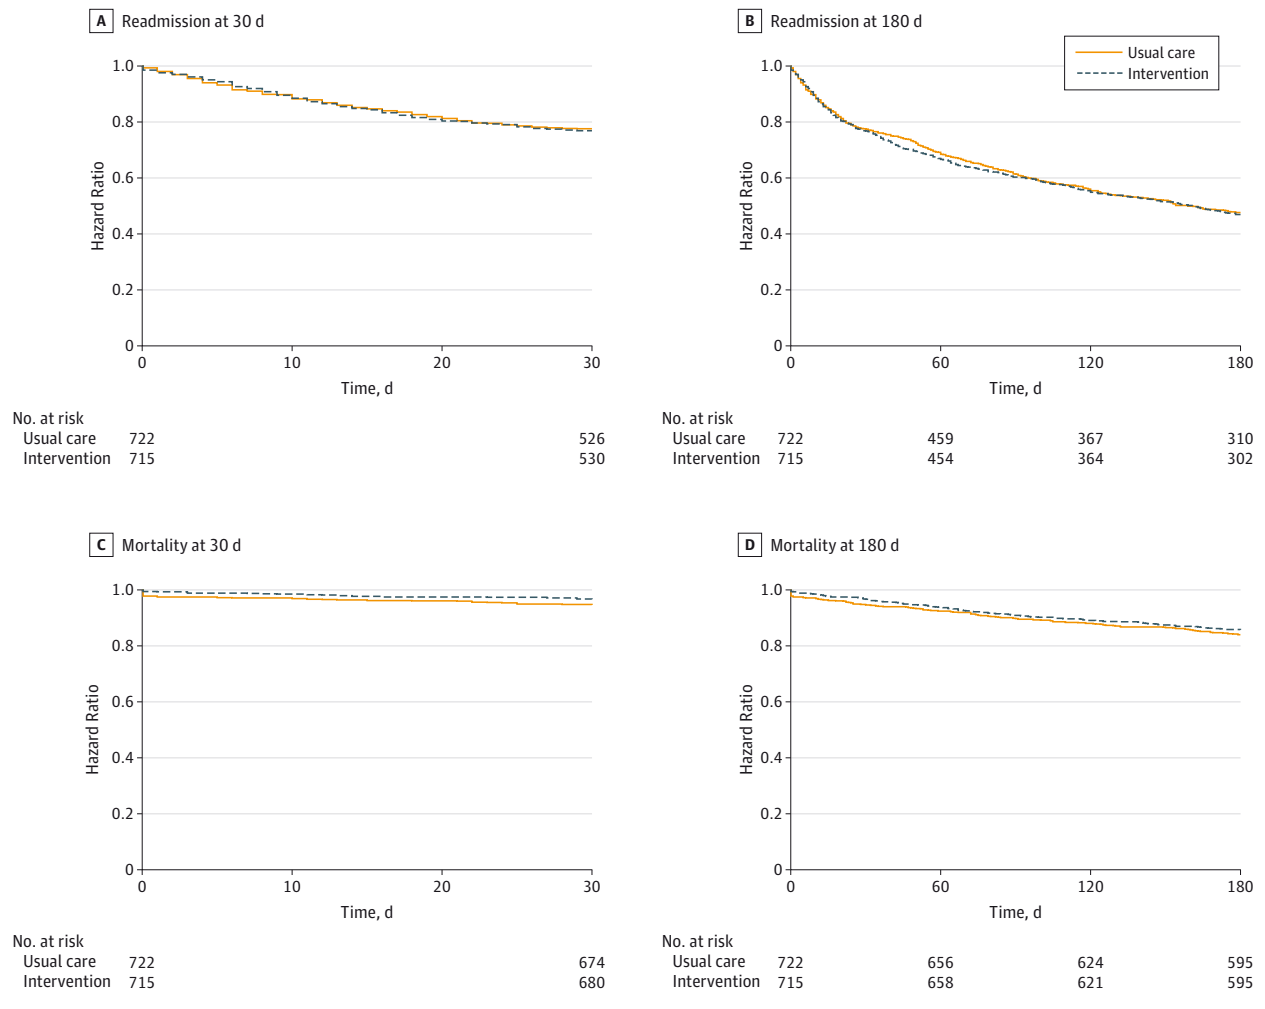 A Readmission at 30 d
Hazard Ratio
1.0
0.8
0.6
0.4
0.2
0
0 10 20 30
Time, d
No. at risk
Usual care 722 526
Intervention 715 530
B Readmission at 180 d
Usual care
Intervention
Hazard Ratio
1.0
0.8
0.6
0.4
0.2
0
0 60 120 180
Time, d
No. at risk
Usual care 722 459 367 310
Intervention 715 454 364 302
C Mortality at 30 d
Hazard Ratio
1.0
0.8
0.6
0.4
0.2
0
0 10 20 30
Time, d
No. at risk
Usual care 722 674
Intervention 715 680
D Mortality at 180 d
Hazard Ratio
1.0
0.8
0.6
0.4
0.2
0
0 60 120 180
Time, d
No. at risk
Usual care 722 656 624 595
Intervention 715 658 621 595